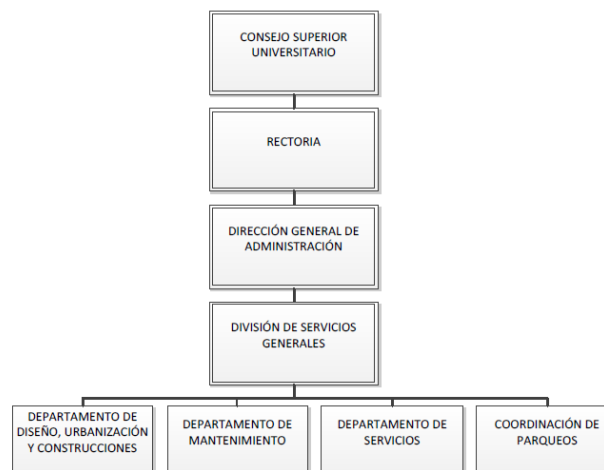 CONSEJO SUPERIOR
UNIVERSITARIO
RECTORIA
DIRECCIÓN GENERAL DE
ADMINISTRACIÓN
DIVISIÓN DE SERVICIOS
GENERALES
DEPARTAMENTO DE
DISEÑO, URBANIZACIÓN
Y CONSTRUCCIONES
DEPARTAMENTO DE
MANTENIMIENTO
DEPARTAMENTO DE
SERVICIOS
COORDINACIÓN DE
PARQUEOS